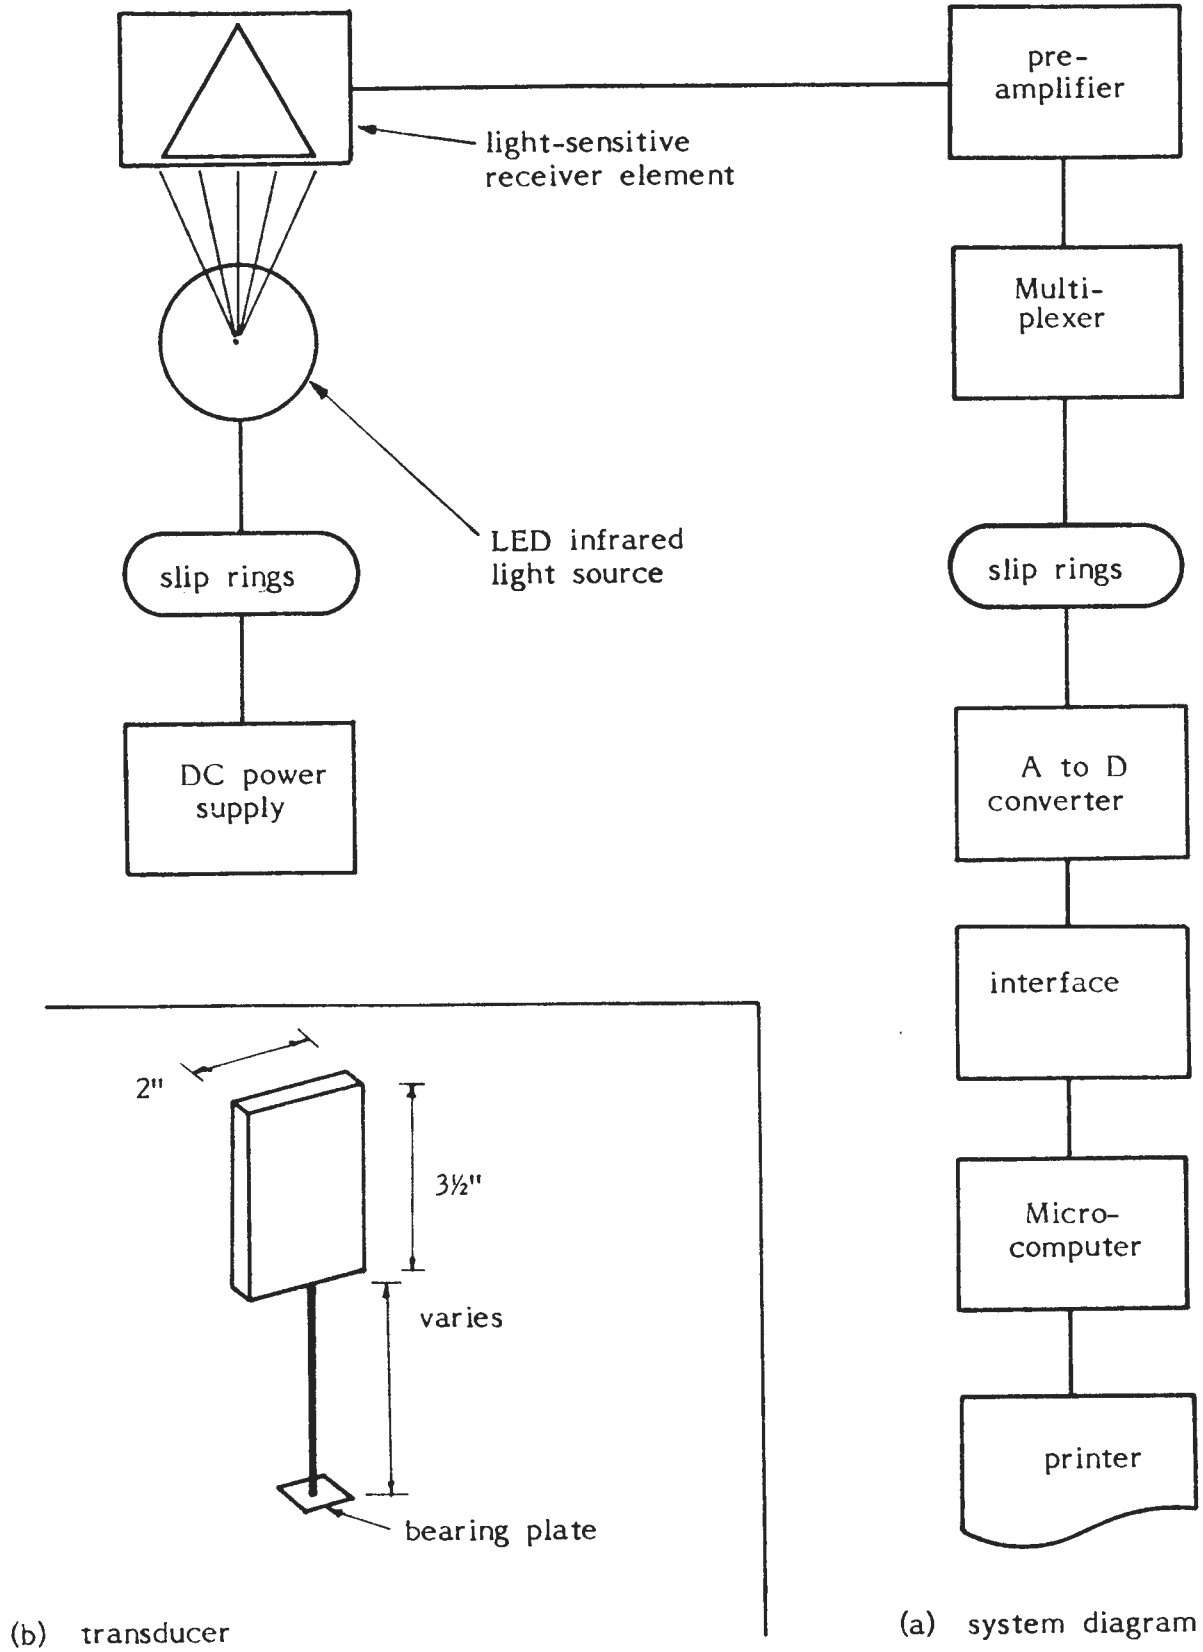 pre-
amplifier
light-sensitive
receiver element
Multi-
plexer
LED infrared
light source
slip rings
slip rings
DC power
supply
A to D
converter
interface
2"
3½"
varies
bearing plate
Micro-
computer
printer
(b) transducer
(a) system diagram